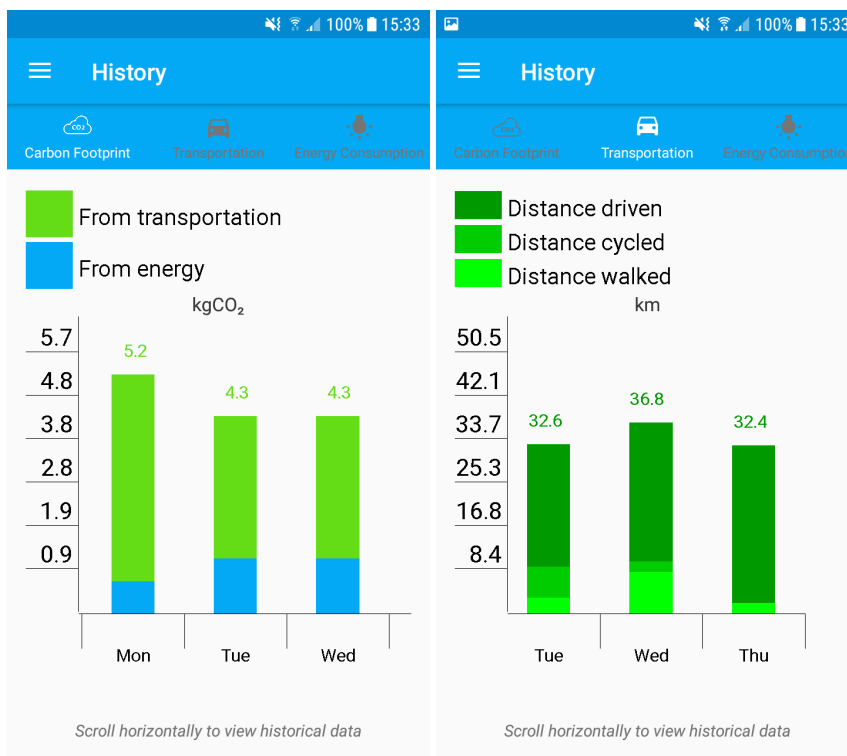 100% 15:33
History
CO2
Carbon Footprint Transportation Energy Consumption
From transportation
From energy
kgCO₂
5.7
4.8
3.8
2.8
1.9
0.9
5.2
4.3
4.3
Mon Tue Wed
Scroll horizontally to view historical data
100% 15:33
History
CO2
Carbon Footprint Transportation Energy Consumptio
Distance driven
Distance cycled
Distance walked
km
50.5
42.1
33.7
25.3
16.8
8.4
32.6
36.8
32.4
Tue Wed Thu
Scroll horizontally to view historical data